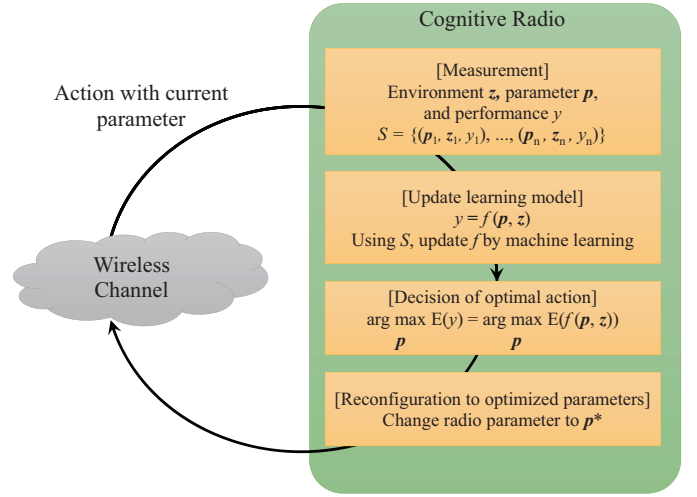 Cognitive Radio
[Measurement]
Environment z, parameter p,
and performance y
S = {(p₁, z₁, y₁), ..., (pₙ, zₙ, yₙ)}
Action with current
parameter
[Update learning model]
y = f (p, z)
Using S, update f by machine learning
Wireless
Channel
[Decision of optimal action]
arg max E(y) = arg max E(f (p, z))
p p
[Reconfiguration to optimized parameters]
Change radio parameter to p*